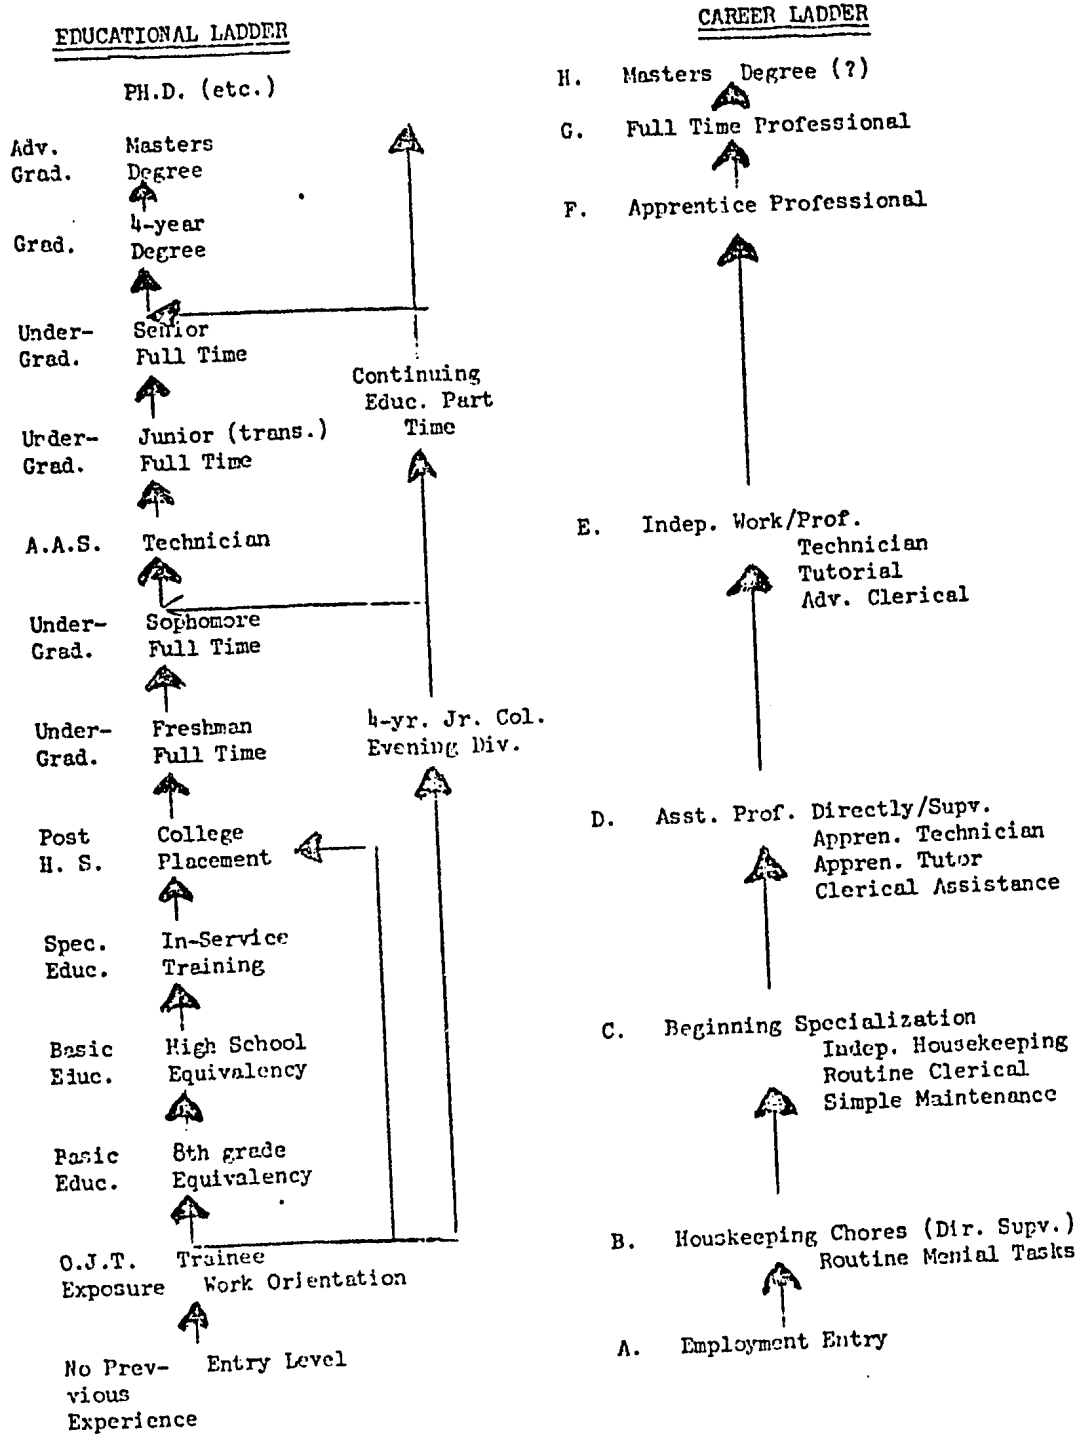 EDUCATIONAL LADDER
PH.D. (etc.)
Adv. Masters
Grad. Degree
4-year
Grad. Degree
Under- Senior
Grad. Full Time
Continuing
Educ. Part
Time
Under- Junior (trans.)
Grad. Full Time
A.A.S. Technician
Under- Sophomore
Grad. Full Time
4-yr. Jr. Col.
Evening Div.
Under- Freshman
Grad. Full Time
Post College
H. S. Placement
Spec. In-Service
Educ. Training
Basic High School
Educ. Equivalency
Basic 8th grade
Educ. Equivalency
O.J.T. Trainee
Exposure Work Orientation
No Prev- Entry Level
vious
Experience
CAREER LADDER
H. Masters Degree (?)
G. Full Time Professional
F. Apprentice Professional
E. Indep. Work/Prof.
Technician
Tutorial
Adv. Clerical
D. Asst. Prof. Directly/Supv.
Appren. Technician
Appren. Tutor
Clerical Assistance
C. Beginning Specialization
Indep. Housekeeping
Routine Clerical
Simple Maintenance
B. Houskeeping Chores (Dir. Supv.)
Routine Menial Tasks
A. Employment Entry